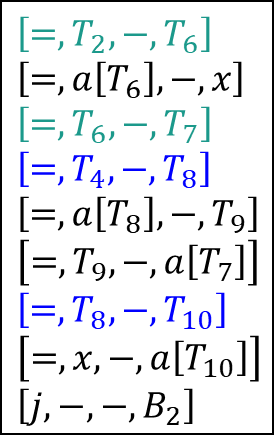 [=, T₂, −, T₆]
[=, a[T₆], −, x]
[=, T₆, −, T₇]
[=, T₄, −, T₈]
[=, a[T₈], −, T₉]
[=, T₉, −, a[T₇]]
[=, T₈, −, T₁₀]
[=, x, −, a[T₁₀]]
[j, −, −, B₂]